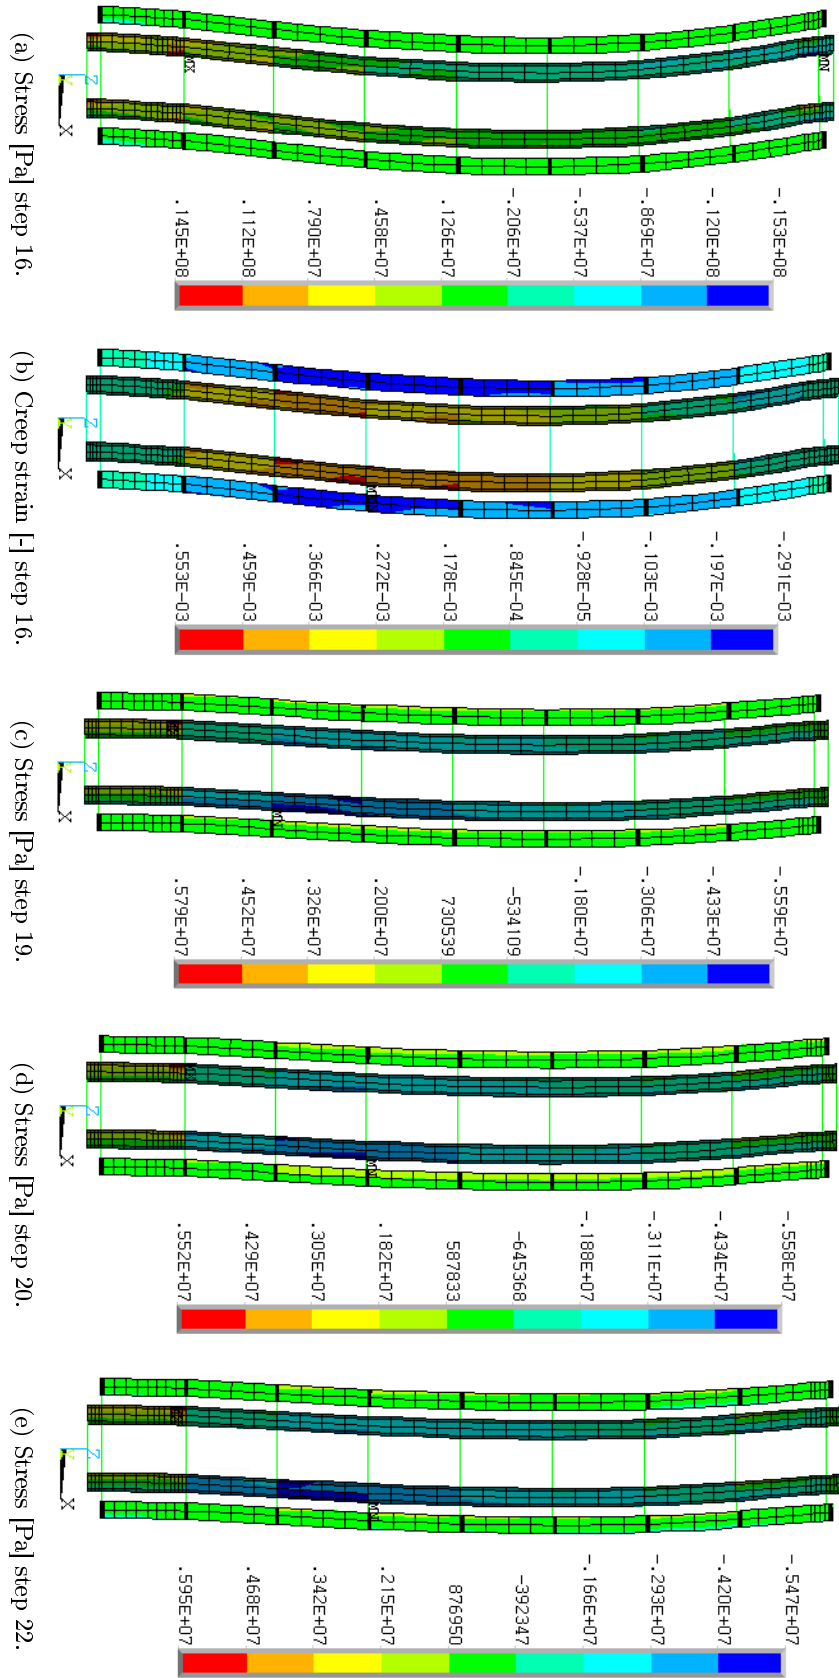 MX
MN
Z
Y
X
-.153E+08
-.120E+08
-.869E+07
-.537E+07
-.206E+07
.126E+07
.458E+07
.790E+07
.112E+08
.145E+08
(a) Stress [Pa] step 16.
Z
Y
X
-.291E-03
-.197E-03
-.103E-03
-.928E-05
.845E-04
.178E-03
.272E-03
.366E-03
.459E-03
.553E-03
(b) Creep strain [-] step 16.
MN
Z
Y
X
-.559E+07
-.433E+07
-.306E+07
-.180E+07
-534109
730539
.200E+07
.326E+07
.452E+07
.579E+07
(c) Stress [Pa] step 19.
MX
MN
Z
Y
X
-.558E+07
-.434E+07
-.311E+07
-.188E+07
-645368
587833
.182E+07
.305E+07
.429E+07
.552E+07
(d) Stress [Pa] step 20.
MN
Z
Y
X
-.547E+07
-.420E+07
-.293E+07
-.166E+07
-392347
876950
.215E+07
.342E+07
.468E+07
.595E+07
(e) Stress [Pa] step 22.